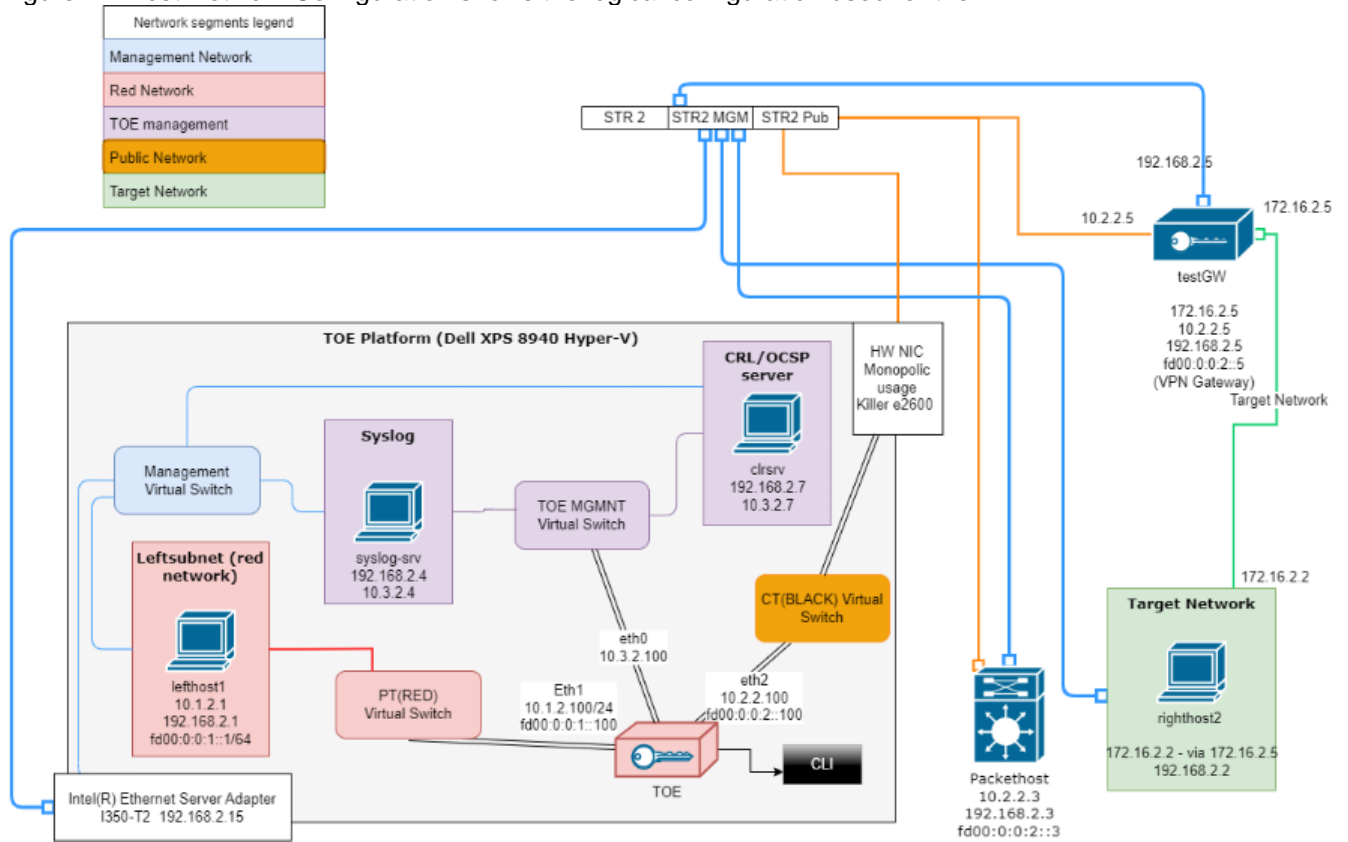 Nertwork segments legend
Management Network
Red Network
TOE management
Public Network
Target Network
STR 2
STR2 MGM
STR2 Pub
192.168.2.5
172.16.2.5
10.2.2.5
testGW
172.16.2.5
10.2.2.5
192.168.2.5
fd00:0:0:2::5
(VPN Gateway)
Target Network
TOE Platform (Dell XPS 8940 Hyper-V)
HW NIC
Monopolic
usage
Killer e2600
CRL/OCSP
server
clrsrv
192.168.2.7
10.3.2.7
Syslog
syslog-srv
192.168.2.4
10.3.2.4
Management
Virtual Switch
TOE MGMNT
Virtual Switch
Leftsubnet (red
network)
lefthost1
10.1.2.1
192.168.2.1
fd00:0:0:1::1/64
CT(BLACK) Virtual
Switch
eth0
10.3.2.100
PT(RED)
Virtual Switch
Eth1
10.1.2.100/24
fd00:0:0:1::100
eth2
10.2.2.100
fd00:0:0:2::100
TOE
CLI
Intel(R) Ethernet Server Adapter
I350-T2 192.168.2.15
Packethost
10.2.2.3
192.168.2.3
fd00:0:0:2::3
172.16.2.2
Target Network
righthost2
172.16.2.2 - via 172.16.2.5
192.168.2.2